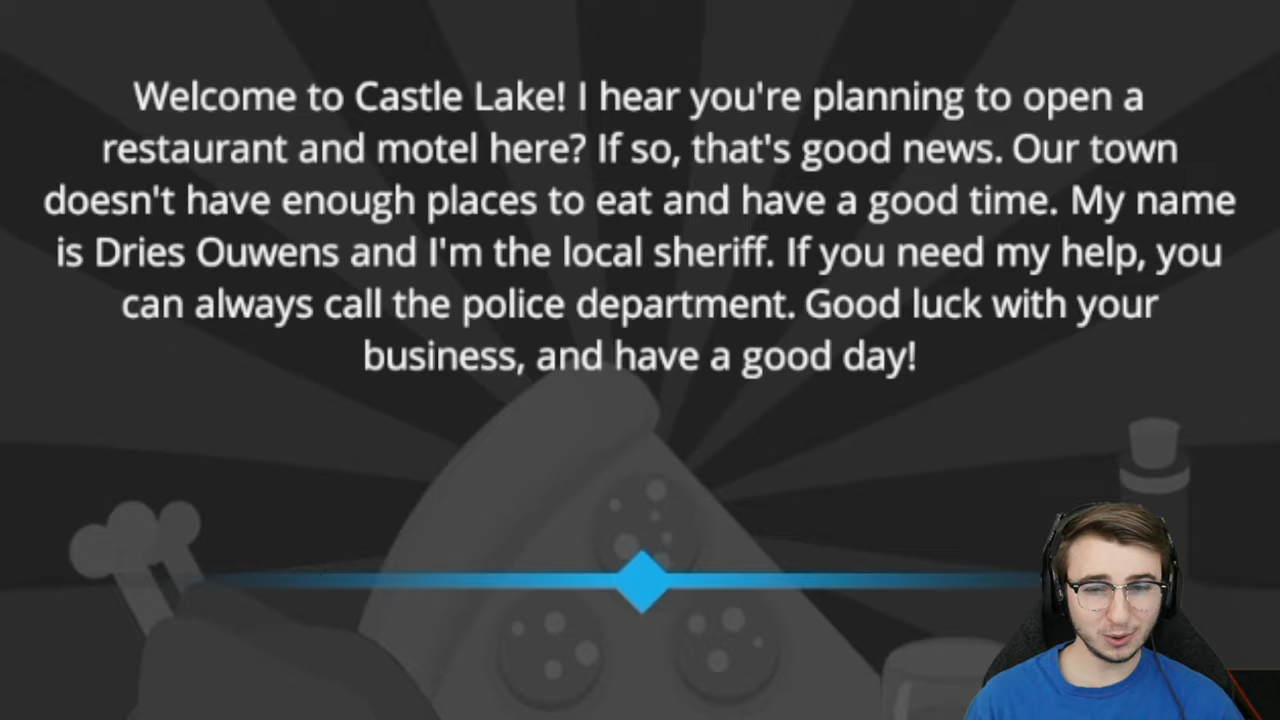 Welcome to Castle Lake! I hear you're planning to open a
restaurant and motel here? If so, that's good news. Our town
doesn't have enough places to eat and have a good time. My name
is Dries Ouwens and I'm the local sheriff. If you need my help, you
can always call the police department. Good luck with your
business, and have a good day!